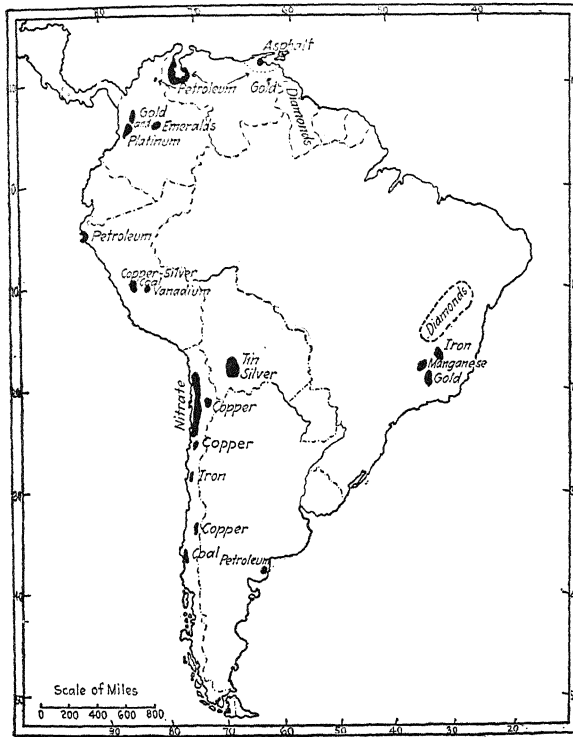 80
60
50
40
Asphalt
Petroleum
Gold
Diamonds
Gold
and
Platinum
Emeralds
0
Petroleum
Copper-Silver
Coal
Vanadium
10
Diamonds
Iron
Manganese
Gold
Tin
Silver
Nitrate
Copper
Copper
Iron
Copper
Coal
Petroleum
Scale of Miles
0 200 400 600 800
90 80 70 60 50 40 30 20